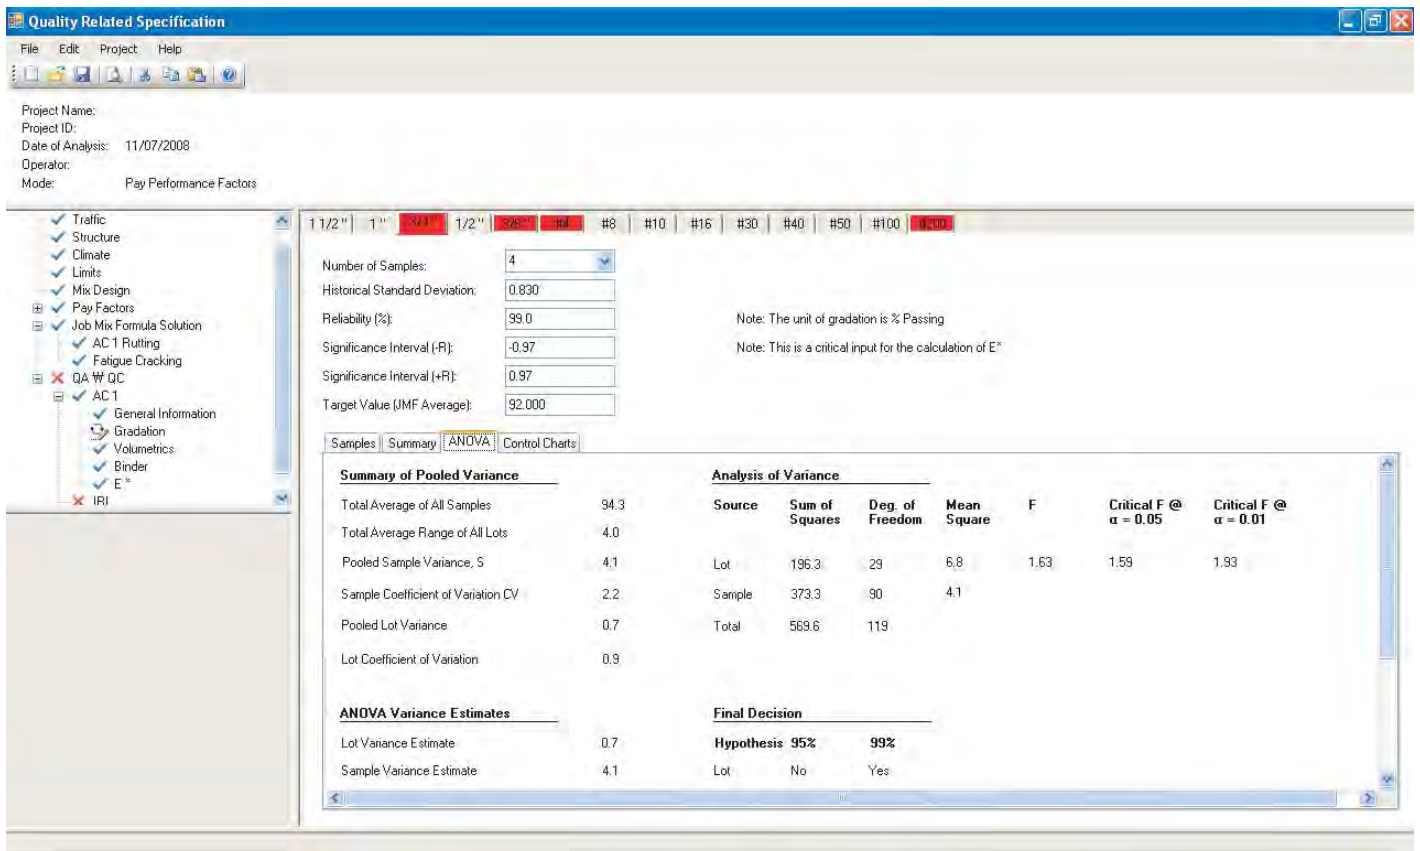 Quality Related Specification
File Edit Project Help
Project Name:
Project ID:
Date of Analysis: 11/07/2008
Operator:
Mode: Pay Performance Factors
Traffic
Structure
Climate
Limits
Mix Design
Pay Factors
Job Mix Formula Solution
AC 1 Rutting
Fatigue Cracking
QA ₩ QC
AC 1
General Information
Gradation
Volumetrics
Binder
E *
IRI
1 1/2 " 1 " 3/4 " 1/2 " 3/8 " #4 #8 #10 #16 #30 #40 #50 #100 #200
Number of Samples: 4
Historical Standard Deviation: 0.830
Reliability (%): 99.0 Note: The unit of gradation is % Passing
Significance Interval (-R): -0.97 Note: This is a critical input for the calculation of E*
Significance Interval (+R): 0.97
Target Value (JMF Average): 92.000
Samples Summary ANOVA Control Charts
Summary of Pooled Variance
Total Average of All Samples 94.3
Total Average Range of All Lots 4.0
Pooled Sample Variance, S 4.1
Sample Coefficient of Variation CV 2.2
Pooled Lot Variance 0.7
Lot Coefficient of Variation 0.9
ANOVA Variance Estimates
Lot Variance Estimate 0.7
Sample Variance Estimate 4.1
Analysis of Variance
Source Sum of Deg. of Mean F Critical F @ Critical F @
Squares Freedom Square α = 0.05 α = 0.01
Lot 196.3 29 6.8 1.63 1.59 1.93
Sample 373.3 90 4.1
Total 569.6 119
Final Decision
Hypothesis 95% 99%
Lot No Yes